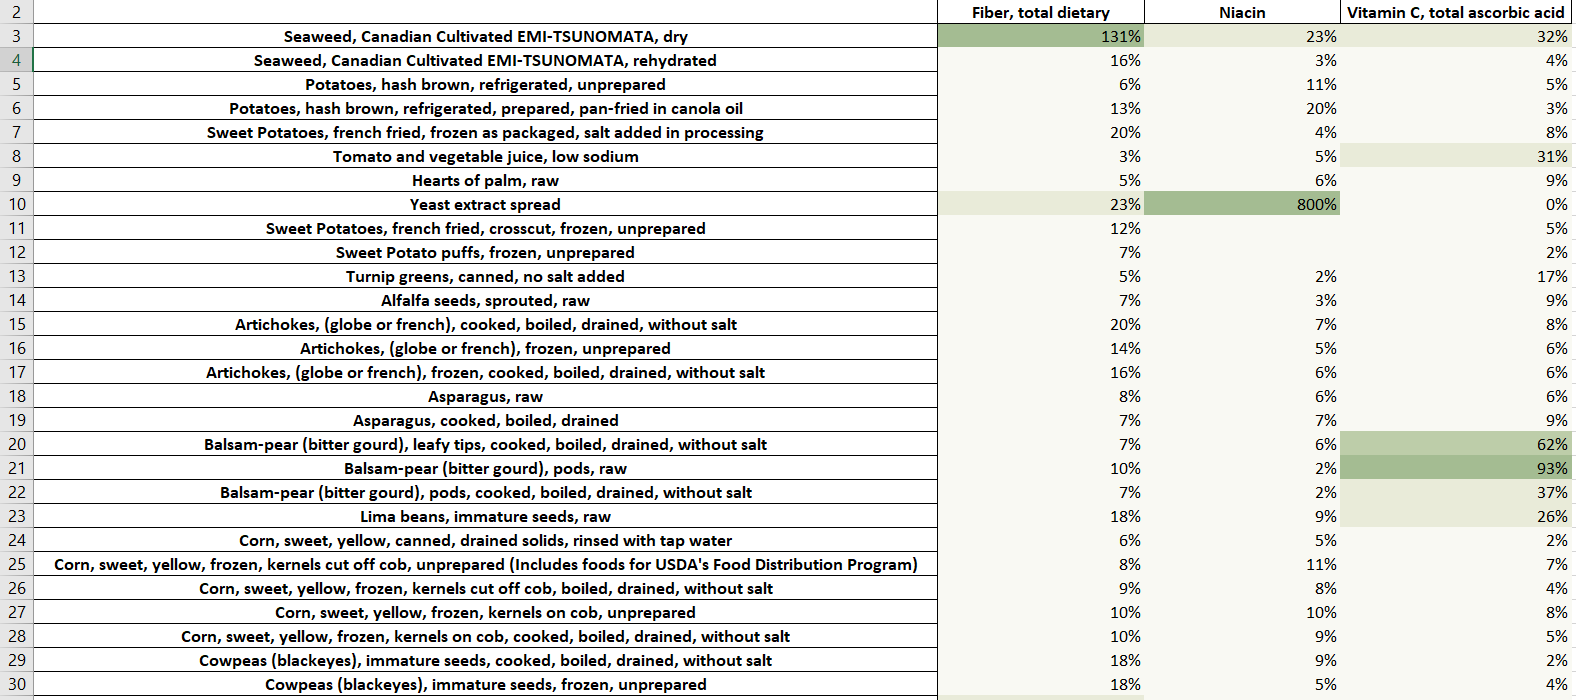 2 Fiber, total dietary Niacin Vitamin C, total ascorbic acid
3 Seaweed, Canadian Cultivated EMI-TSUNOMATA, dry 131% 23% 32%
4 Seaweed, Canadian Cultivated EMI-TSUNOMATA, rehydrated 16% 3% 4%
5 Potatoes, hash brown, refrigerated, unprepared 6% 11% 5%
6 Potatoes, hash brown, refrigerated, prepared, pan-fried in canola oil 13% 20% 3%
7 Sweet Potatoes, french fried, frozen as packaged, salt added in processing 20% 4% 8%
8 Tomato and vegetable juice, low sodium 3% 5% 31%
9 Hearts of palm, raw 5% 6% 9%
10 Yeast extract spread 23% 800% 0%
11 Sweet Potatoes, french fried, crosscut, frozen, unprepared 12% 5%
12 Sweet Potato puffs, frozen, unprepared 7% 2%
13 Turnip greens, canned, no salt added 5% 2% 17%
14 Alfalfa seeds, sprouted, raw 7% 3% 9%
15 Artichokes, (globe or french), cooked, boiled, drained, without salt 20% 7% 8%
16 Artichokes, (globe or french), frozen, unprepared 14% 5% 6%
17 Artichokes, (globe or french), frozen, cooked, boiled, drained, without salt 16% 6% 6%
18 Asparagus, raw 8% 6% 6%
19 Asparagus, cooked, boiled, drained 7% 7% 9%
20 Balsam-pear (bitter gourd), leafy tips, cooked, boiled, drained, without salt 7% 6% 62%
21 Balsam-pear (bitter gourd), pods, raw 10% 2% 93%
22 Balsam-pear (bitter gourd), pods, cooked, boiled, drained, without salt 7% 2% 37%
23 Lima beans, immature seeds, raw 18% 9% 26%
24 Corn, sweet, yellow, canned, drained solids, rinsed with tap water 6% 5% 2%
25 Corn, sweet, yellow, frozen, kernels cut off cob, unprepared (Includes foods for USDA's Food Distribution Program) 8% 11% 7%
26 Corn, sweet, yellow, frozen, kernels cut off cob, boiled, drained, without salt 9% 8% 4%
27 Corn, sweet, yellow, frozen, kernels on cob, unprepared 10% 10% 8%
28 Corn, sweet, yellow, frozen, kernels on cob, cooked, boiled, drained, without salt 10% 9% 5%
29 Cowpeas (blackeyes), immature seeds, cooked, boiled, drained, without salt 18% 9% 2%
30 Cowpeas (blackeyes), immature seeds, frozen, unprepared 18% 5% 4%